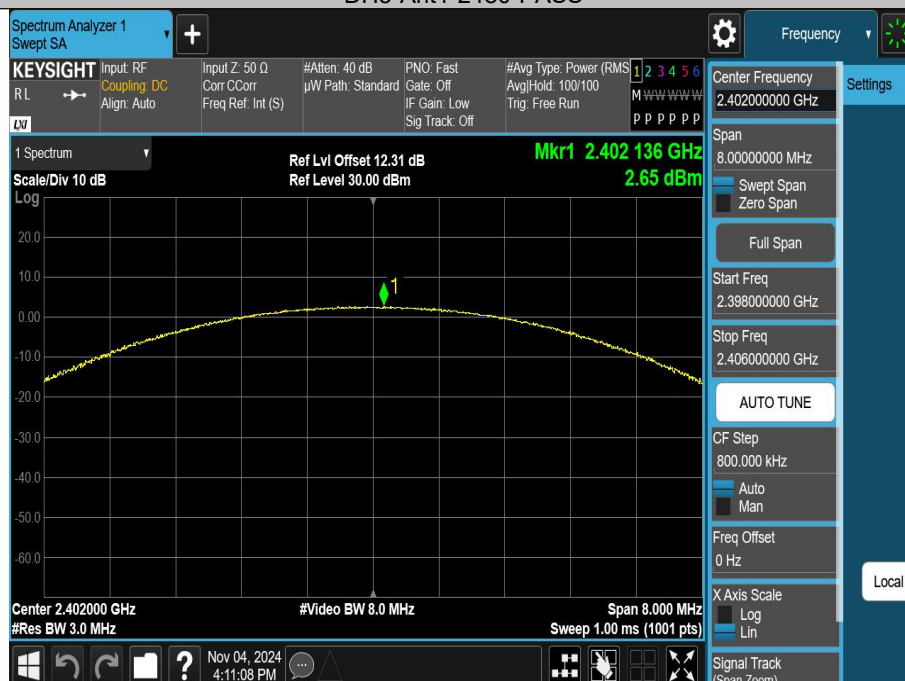 Spectrum Analyzer 1
Swept SA
Frequency
KEYSIGHT
RL
LXI
Input: RF
Coupling: DC
Align: Auto
Input Z: 50 Ω
Corr CCorr
Freq Ref: Int (S)
#Atten: 40 dB
µW Path: Standard
PNO: Fast
Gate: Off
IF Gain: Low
Sig Track: Off
#Avg Type: Power (RMS
Avg|Hold: 100/100
Trig: Free Run
1 2 3 4 5 6
M W W W W W
P P P P P P
1 Spectrum
Scale/Div 10 dB
Log
Ref Lvl Offset 12.31 dB
Ref Level 30.00 dBm
Mkr1 2.402 136 GHz
2.65 dBm
20.0
10.0
0.00
-10.0
-20.0
-30.0
-40.0
-50.0
-60.0
1
Center 2.402000 GHz
#Res BW 3.0 MHz
#Video BW 8.0 MHz
Span 8.000 MHz
Sweep 1.00 ms (1001 pts)
Nov 04, 2024
4:11:08 PM
Center Frequency
2.402000000 GHz
Span
8.00000000 MHz
Swept Span
Zero Span
Full Span
Start Freq
2.398000000 GHz
Stop Freq
2.406000000 GHz
AUTO TUNE
CF Step
800.000 kHz
Auto
Man
Freq Offset
0 Hz
X Axis Scale
Log
Lin
Signal Track
(Span Zoom)
Settings
Local